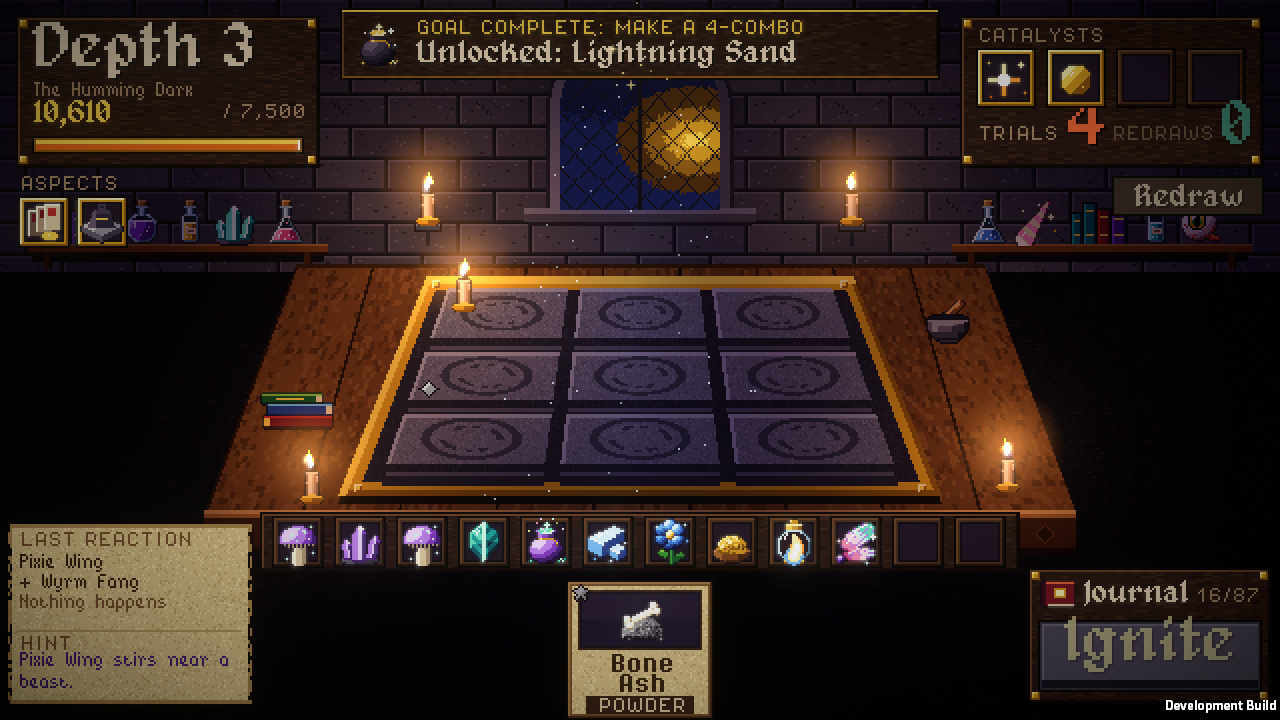 Depth 3
The Humming Dark
10,610 / 7,500
ASPECTS
GOAL COMPLETE: MAKE A 4-COMBO
Unlocked: Lightning Sand
CATALYSTS
TRIALS 4 REDRAWS 0
Redraw
LAST REACTION
Pixie Wing
+ Wyrm Fang
Nothing happens
HINT
Pixie Wing stirs near a
beast.
Bone
Ash
POWDER
Journal 16/87
Ignite
Development Build